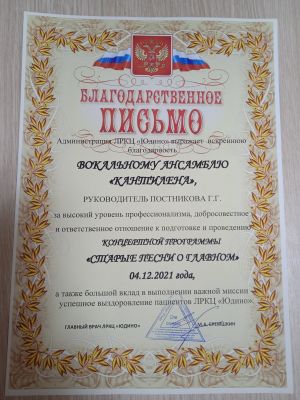 БЛАГОДАРСТВЕННОЕ
ПИСЬМО
Администрация ЛРКЦ «Юдино» выражает искреннюю
благодарность
ВОКАЛЬНОМУ АНСАМБЛЮ
«КАНТИЛЕНА»,
РУКОВОДИТЕЛЬ ПОСТНИКОВА Г.Г.
за высокий уровень профессионализма, добросовестное
и ответственное отношение к подготовке и проведению
КОНЦЕРТНОЙ ПРОГРАММЫ
«СТАРЫЕ ПЕСНИ О ГЛАВНОМ»
04.12.2021 года,
а также большой вклад в выполнении важной миссии –
успешное выздоровление пациентов ЛРКЦ «Юдино».
ГЛАВНЫЙ ВРАЧ ЛРКЦ «ЮДИНО» М.В. КРЕМШКИН